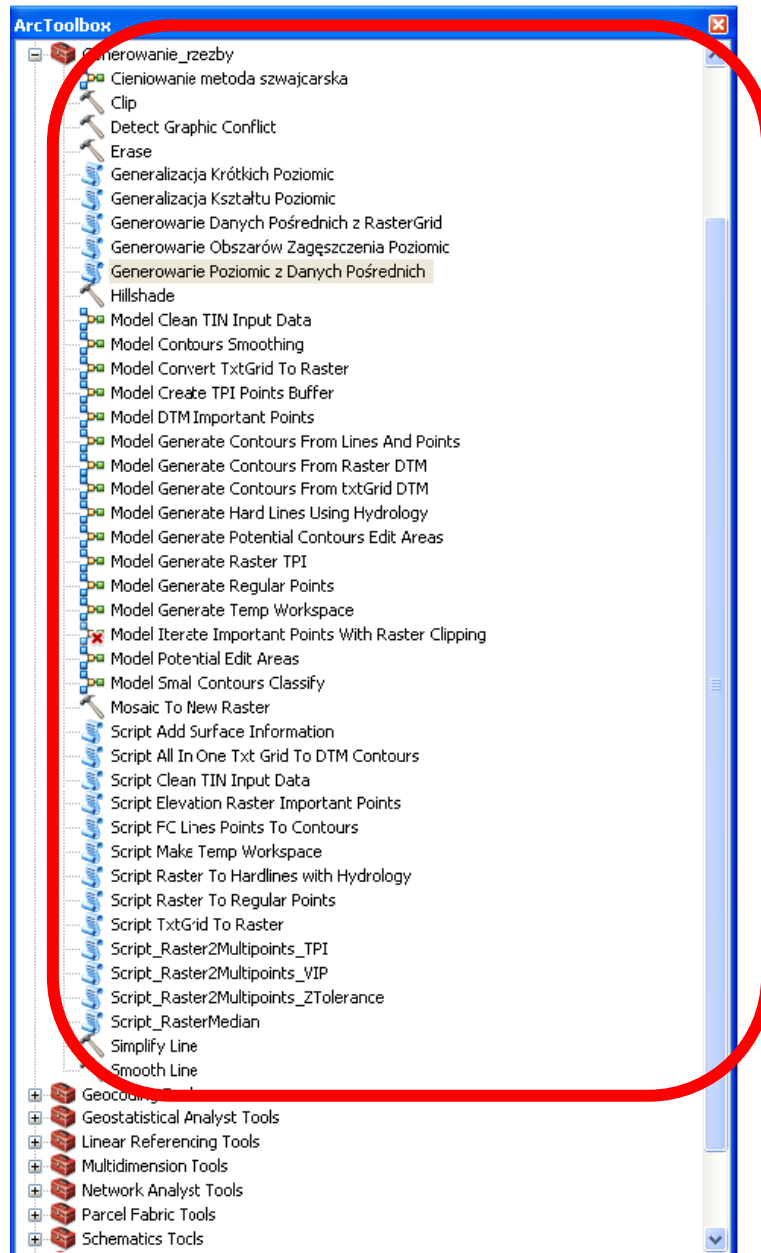 ArcToolbox
Generowanie_rzezby
Cieniowanie metoda szwajcarska
Clip
Detect Graphic Conflict
Erase
Generalizacja Krótkich Poziomic
Generalizacja Kształtu Poziomic
Generowanie Danych Pośrednich z RasterGrid
Generowanie Obszarów Zagęszczenia Poziomic
Generowanie Poziomic z Danych Pośrednich
Hillshade
Model Clean TIN Input Data
Model Contours Smoothing
Model Convert TxtGrid To Raster
Model Create TPI Points Buffer
Model DTM Important Points
Model Generate Contours From Lines And Points
Model Generate Contours From Raster DTM
Model Generate Contours From txtGrid DTM
Model Generate Hard Lines Using Hydrology
Model Generate Potential Contours Edit Areas
Model Generate Raster TPI
Model Generate Regular Points
Model Generate Temp Workspace
Model Iterate Important Points With Raster Clipping
Model Potential Edit Areas
Model Smal Contours Classify
Mosaic To New Raster
Script Add Surface Information
Script All In One Txt Grid To DTM Contours
Script Clean TIN Input Data
Script Elevation Raster Important Points
Script FC Lines Points To Contours
Script Make Temp Workspace
Script Raster To Hardlines with Hydrology
Script Raster To Regular Points
Script TxtGrid To Raster
Script_Raster2Multipoints_TPI
Script_Raster2Multipoints_VIP
Script_Raster2Multipoints_ZTolerance
Script_RasterMedian
Simplify Line
Smooth Line
Geocoding Tools
Geostatistical Analyst Tools
Linear Referencing Tools
Multidimension Tools
Network Analyst Tools
Parcel Fabric Tools
Schematics Tools